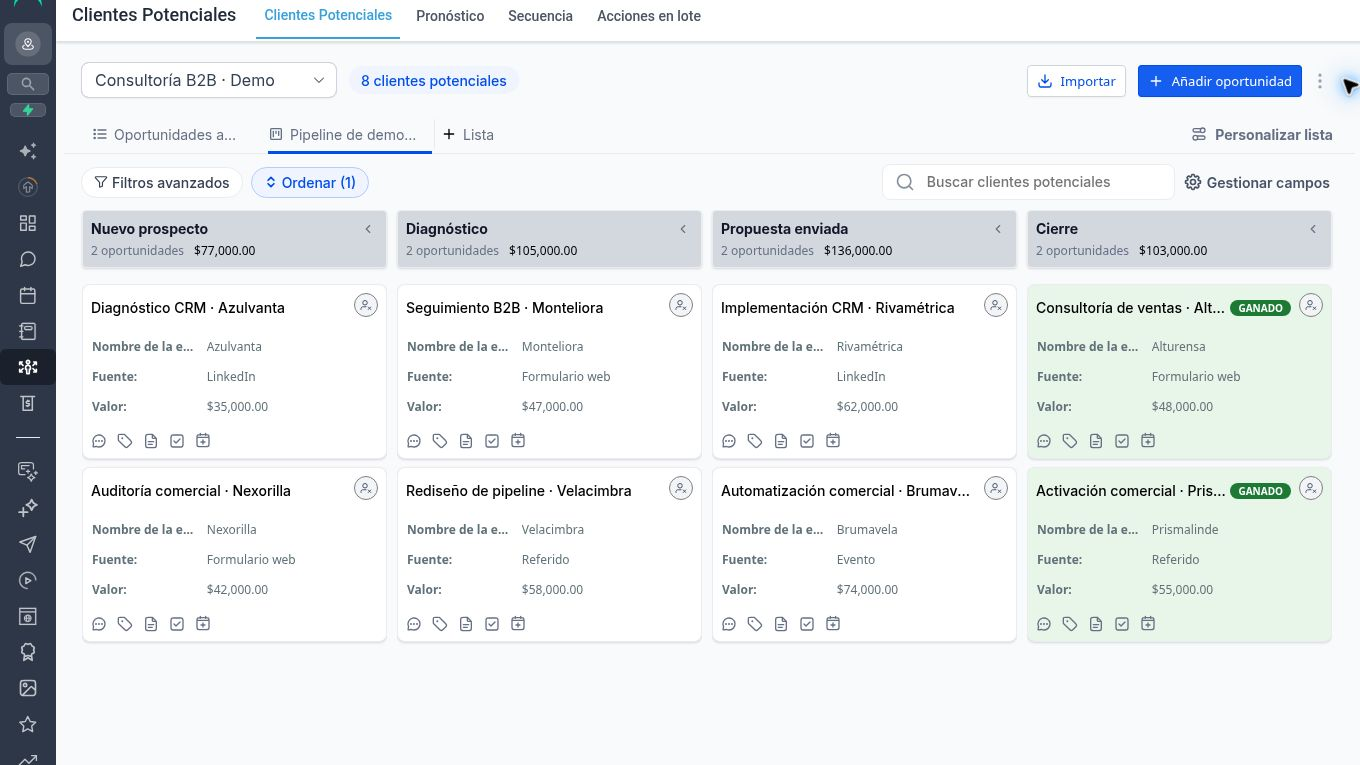 Clientes Potenciales
Clientes Potenciales Pronóstico Secuencia Acciones en lote
Consultoría B2B · Demo
8 clientes potenciales
Importar
Añadir oportunidad
Oportunidades a...
Pipeline de demo...
Lista
Personalizar lista
Filtros avanzados
Ordenar (1)
Buscar clientes potenciales
Gestionar campos
Nuevo prospecto
2 oportunidades $77,000.00
Diagnóstico CRM · Azulvanta
Nombre de la e... Azulvanta
Fuente: LinkedIn
Valor: $35,000.00
Auditoría comercial · Nexorilla
Nombre de la e... Nexorilla
Fuente: Formulario web
Valor: $42,000.00
Diagnóstico
2 oportunidades $105,000.00
Seguimiento B2B · Monteliora
Nombre de la e... Monteliora
Fuente: Formulario web
Valor: $47,000.00
Rediseño de pipeline · Velacimbra
Nombre de la e... Velacimbra
Fuente: Referido
Valor: $58,000.00
Propuesta enviada
2 oportunidades $136,000.00
Implementación CRM · Rivamétrica
Nombre de la e... Rivamétrica
Fuente: LinkedIn
Valor: $62,000.00
Automatización comercial · Brumav...
Nombre de la e... Brumavela
Fuente: Evento
Valor: $74,000.00
Cierre
2 oportunidades $103,000.00
Consultoría de ventas · Alt... GANADO
Nombre de la e... Alturensa
Fuente: Formulario web
Valor: $48,000.00
Activación comercial · Pris... GANADO
Nombre de la e... Prismalinde
Fuente: Referido
Valor: $55,000.00